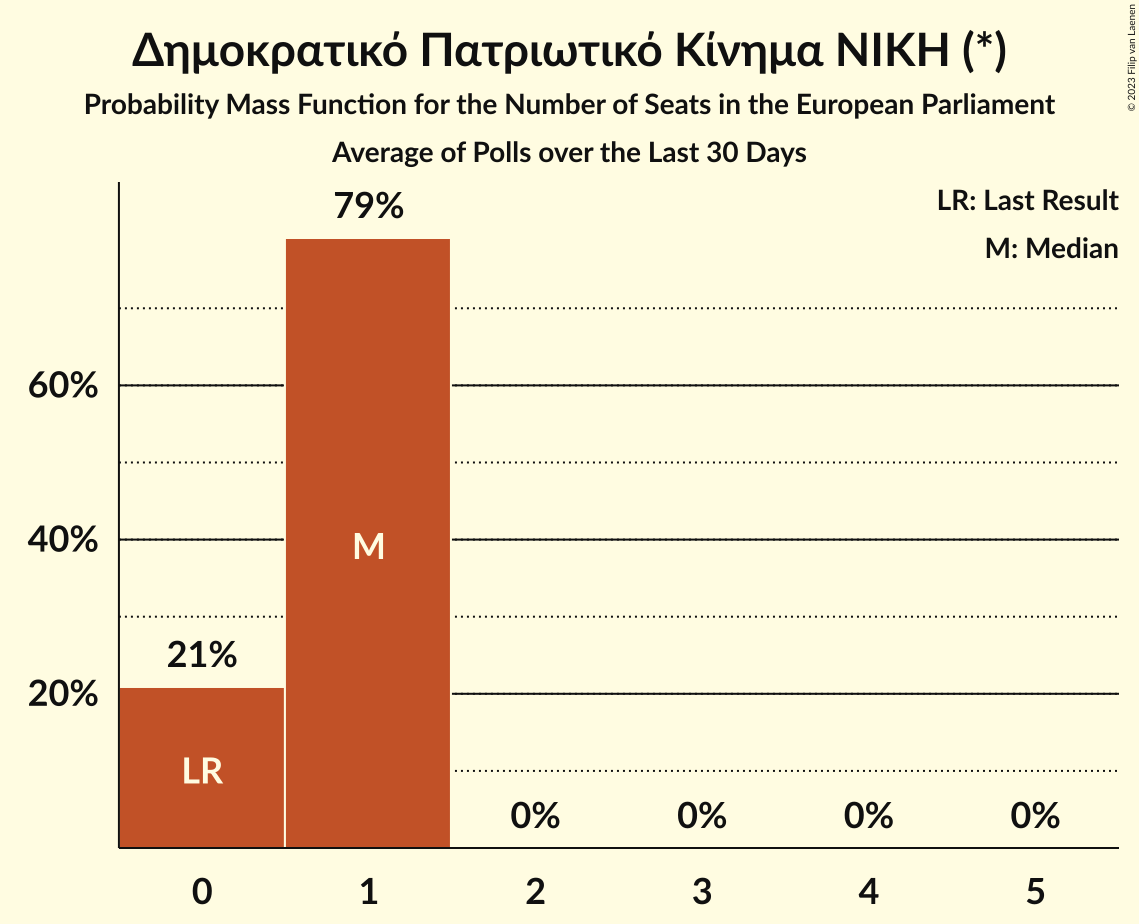 Δημοκρατικό Πατριωτικό Κίνημα ΝΙΚΗ (*)
Probability Mass Function for the Number of Seats in the European Parliament
Average of Polls over the Last 30 Days
© 2023 Filip van Laenen
LR: Last Result
M: Median
79%
60%
40%
M
21%
20%
LR
0% 0% 0% 0%
0 1 2 3 4 5